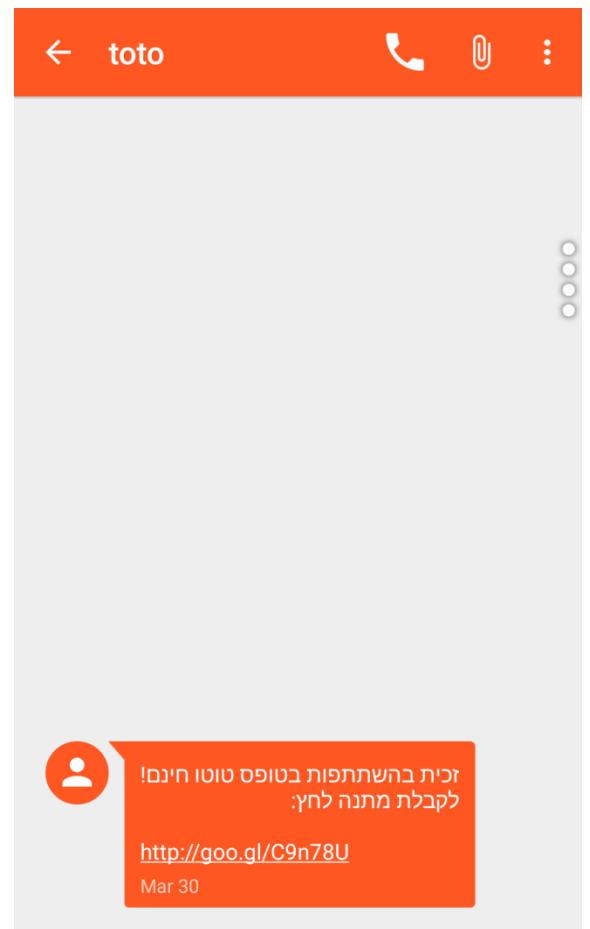 toto
זכית בהשתתפות בטופס טוטו חינם!
לקבלת מתנה לחץ:
http://goo.gl/C9n78U
Mar 30